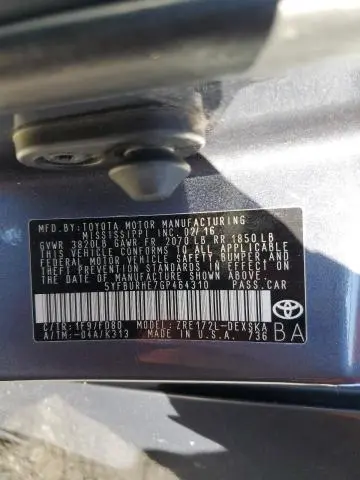 MFD. BY: TOYOTA MOTOR MANUFACTURING
MISSISSIPPI INC. 02/16
GVWR 3820LB GAWR FR 2070 LB RR 1850 LB
THIS VEHICLE CONFORMS TO ALL APPLICABLE
FEDERAL MOTOR VEHICLE SAFETY, BUMPER, AND
THEFT PREVENTION STANDARDS IN EFFECT ON
THE DATE OF MANUFACTURE SHOWN ABOVE.
5YFBURHE7GP464310 PASS.CAR
C/TR: 1F9/FD80 MODEL: ZRE172L-DEXSKA
A/TM: -04A/K313 MADE IN U.S.A. 736
BA